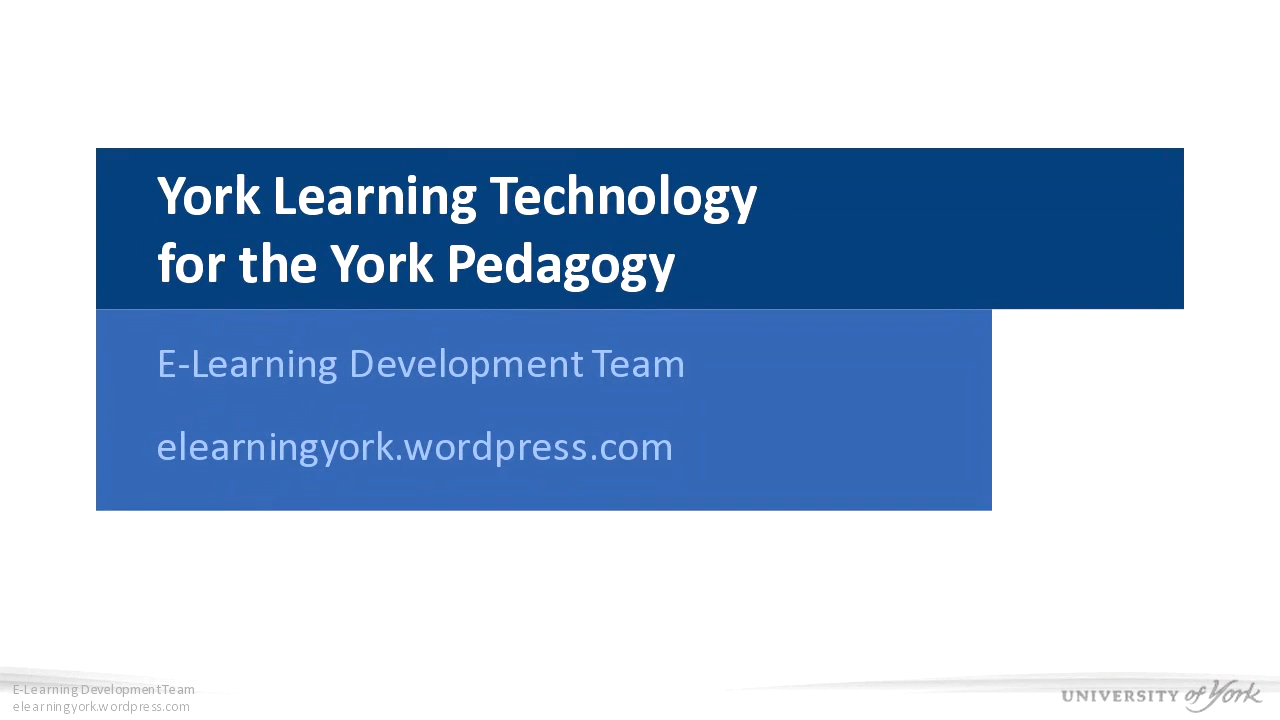 York Learning Technology
for the York Pedagogy
E-Learning Development Team
elearningyork.wordpress.com
E-Learning Development Team
elearningyork.wordpress.com
UNIVERSITY of York